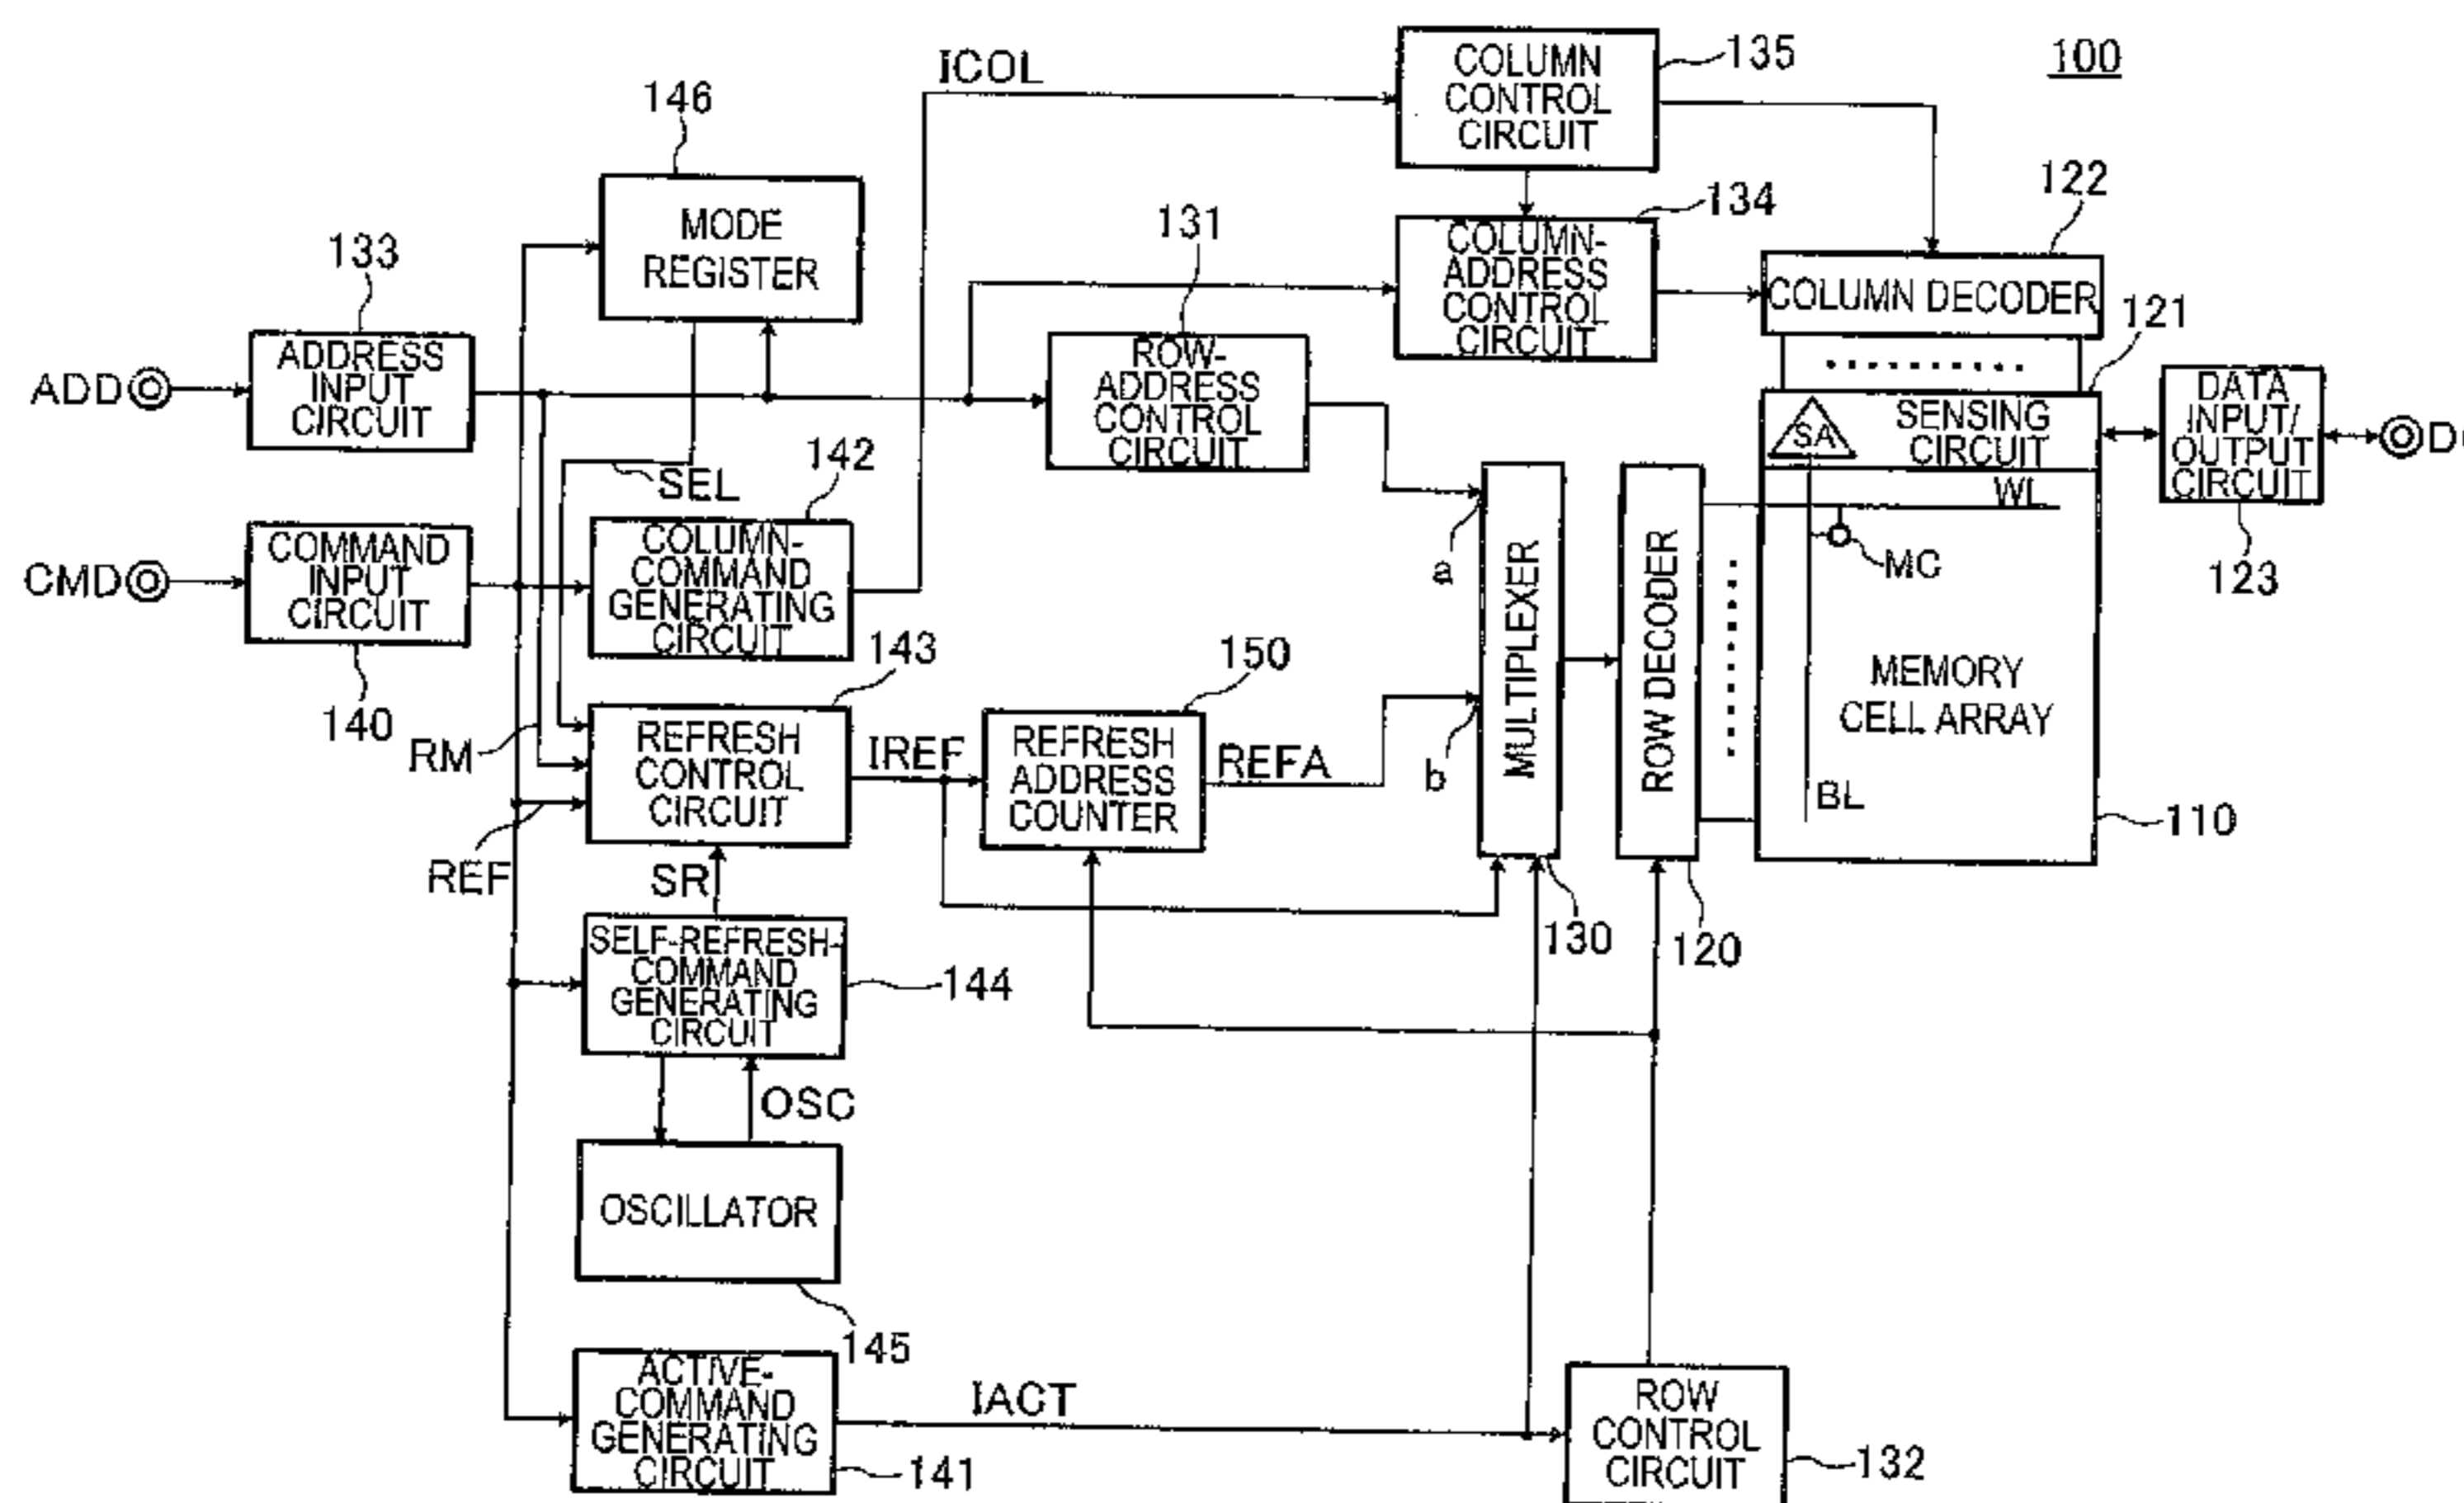 100
ICOL
COLUMN
CONTROL
CIRCUIT
135
146
MODE
REGISTER
131
134
COLUMN-
ADDRESS
CONTROL
CIRCUIT
122
COLUMN DECODER
133
ADD
ADDRESS
INPUT
CIRCUIT
ROW-
ADDRESS
CONTROL
CIRCUIT
121
SA
SENSING
CIRCUIT
DATA
INPUT/
OUTPUT
CIRCUIT
123
SEL
142
CMD
COMMAND
INPUT
CIRCUIT
140
COLUMN-
COMMAND
GENERATING
CIRCUIT
a
b
MULTIPLEXER
130
ROW DECODER
120
WL
MC
MEMORY
CELL ARRAY
BL
110
143
RM
REF
REFRESH
CONTROL
CIRCUIT
IREF
150
REFRESH
ADDRESS
COUNTER
REFA
SR
SELF-REFRESH-
COMMAND
GENERATING
CIRCUIT
144
OSC
OSCILLATOR
145
ACTIVE-
COMMAND
GENERATING
CIRCUIT
141
IACT
ROW
CONTROL
CIRCUIT
132